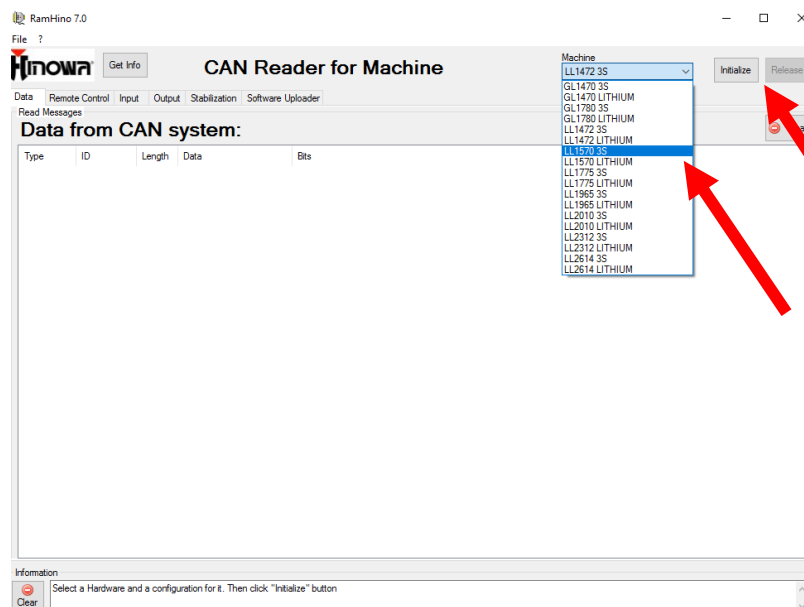 RamHino 7.0
File ?
Hinowa
Get Info
CAN Reader for Machine
Machine
LL1472 3S
Initialize
Release
GL1470 3S
GL1470 LITHIUM
GL1780 3S
GL1780 LITHIUM
LL1472 3S
LL1472 LITHIUM
LL1570 3S
LL1570 LITHIUM
LL1775 3S
LL1775 LITHIUM
LL1965 3S
LL1965 LITHIUM
LL2010 3S
LL2010 LITHIUM
LL2312 3S
LL2312 LITHIUM
LL2614 3S
LL2614 LITHIUM
Data Remote Control Input Output Stabilization Software Uploader
Read Messages
Data from CAN system:
Type ID Length Data Bits
Information
Clear
Select a Hardware and a configuration for it. Then click "Initialize" button